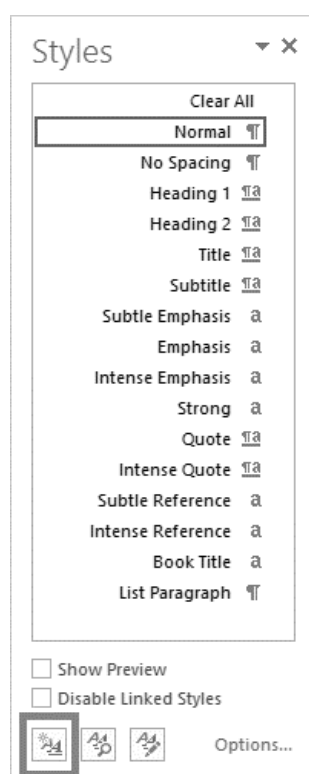 Styles
Clear All
Normal ¶
No Spacing ¶
Heading 1 ¶a
Heading 2 ¶a
Title ¶a
Subtitle ¶a
Subtle Emphasis a
Emphasis a
Intense Emphasis a
Strong a
Quote ¶a
Intense Quote ¶a
Subtle Reference a
Intense Reference a
Book Title a
List Paragraph ¶
Show Preview
Disable Linked Styles
Options...